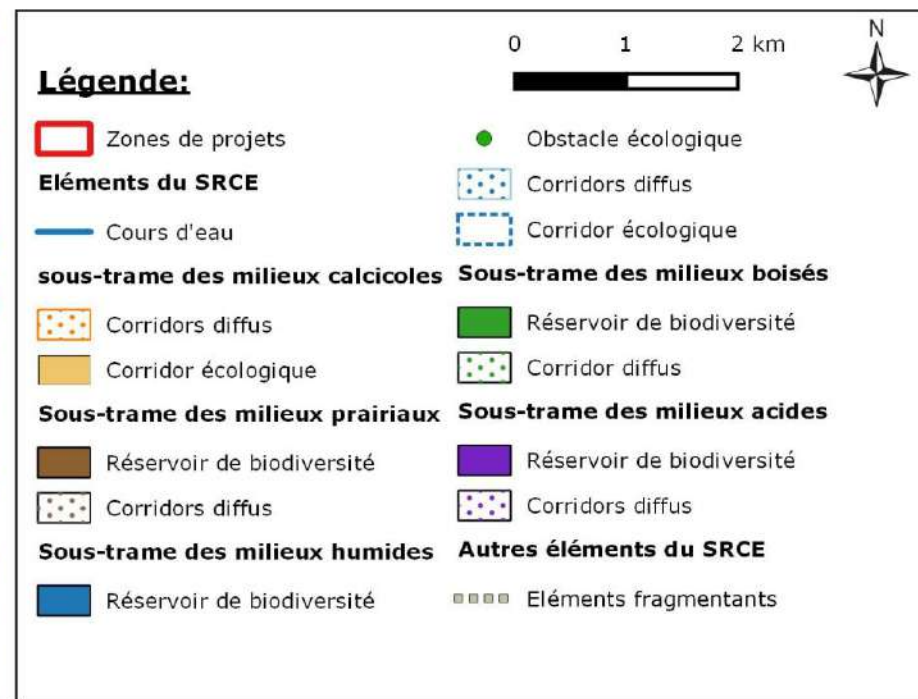 N
0 1 2 km
Légende:
Zones de projets
Eléments du SRCE
Cours d'eau
sous-trame des milieux calcicoles
Corridors diffus
Corridor écologique
Sous-trame des milieux prairiaux
Réservoir de biodiversité
Corridors diffus
Sous-trame des milieux humides
Réservoir de biodiversité
Obstacle écologique
Corridors diffus
Corridor écologique
Sous-trame des milieux boisés
Réservoir de biodiversité
Corridor diffus
Sous-trame des milieux acides
Réservoir de biodiversité
Corridors diffus
Autres éléments du SRCE
Eléments fragmentants